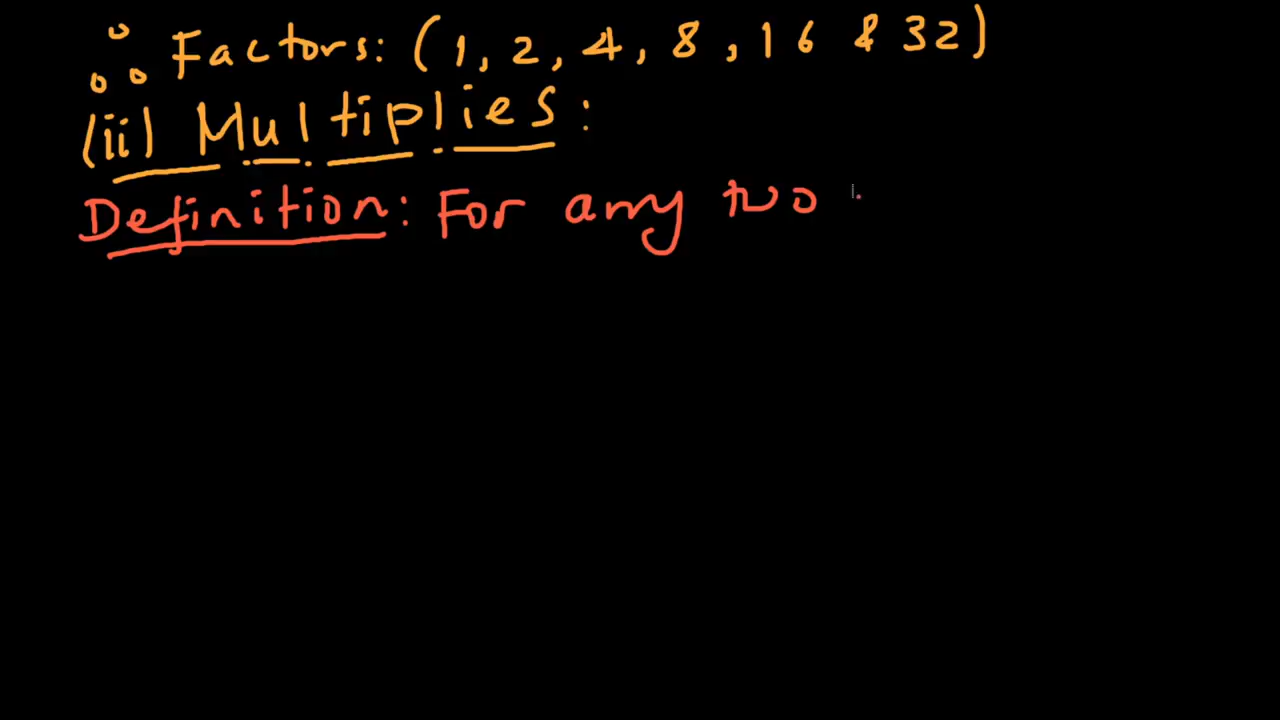 ∴ Factors: (1, 2, 4, 8, 16 & 32)
(ii) Multiplies:
Definition: For any two